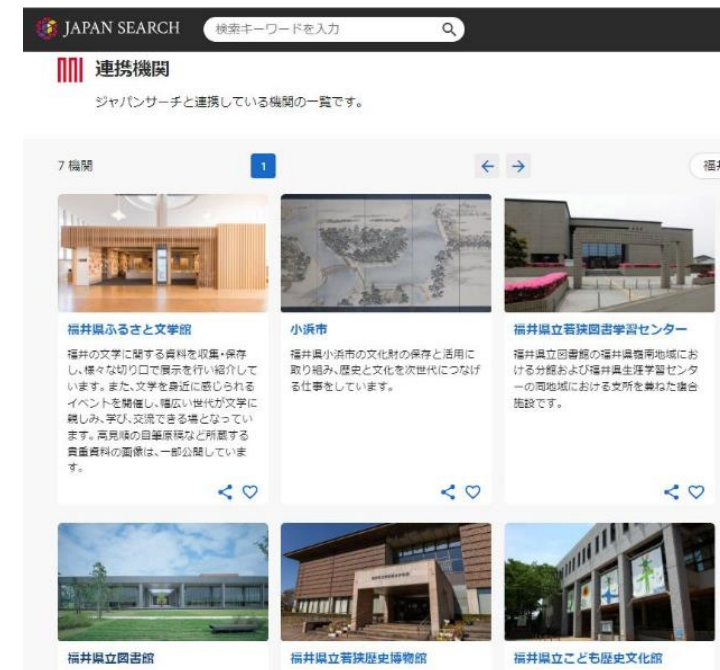 JAPAN SEARCH
検索キーワードを入力
連携機関
ジャパンサーチと連携している機関の一覧です。
7 機関
1
福井県ふるさと文学館
福井の文学に関する資料を収集・保存
し、様々な切り口で展示を行い紹介して
います。また、文学を身近に感じられる
イベントを開催し、幅広い世代が文学に
親しみ、学び、交流できる場となってい
ます。高見順の自筆原稿など所蔵する
貴重資料の画像は、一部公開していま
す。
小浜市
福井県小浜市の文化財の保存と活用に
取り組み、歴史と文化を次世代につなげ
る仕事をしています。
福井県立若狭図書学習センター
福井県立図書館の福井県嶺南地域にお
ける分館および福井県生涯学習センタ
ーの同地域における支所を兼ねた複合
施設です。
福井県立図書館
福井県立若狭歴史博物館
福井県立こども歴史文化館